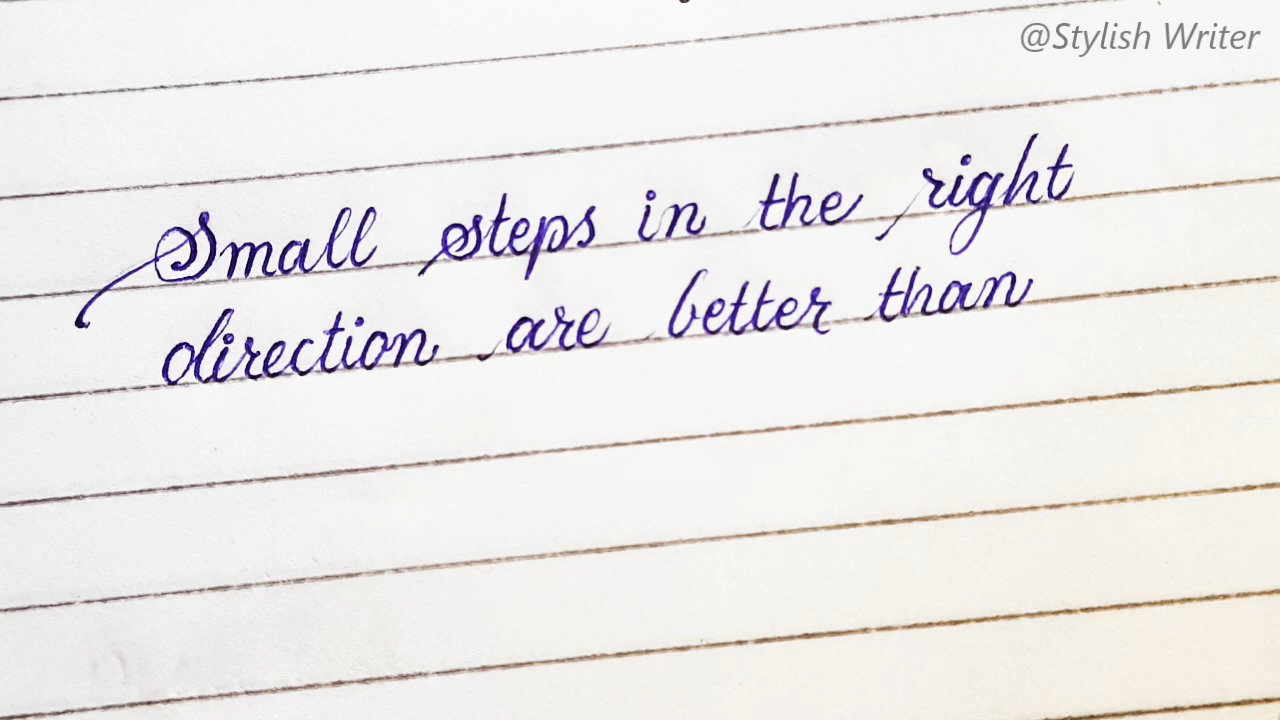 @Stylish Writer
Small steps in the right
direction are better than